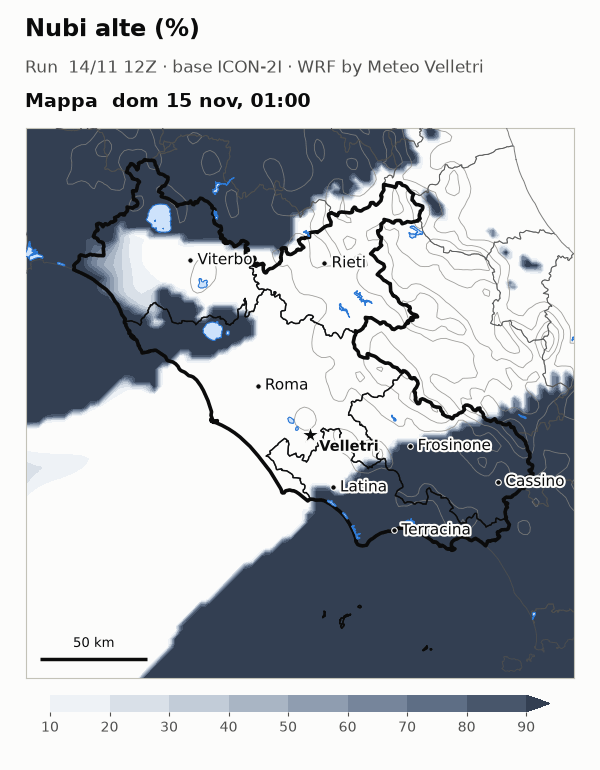 Nubi alte (%)
Run 14/11 12Z · base ICON-2I · WRF by Meteo Velletri
Mappa dom 15 nov, 01:00
Viterbo
Rieti
Roma
Velletri
Frosinone
Latina
Cassino
Terracina
50 km
10 20 30 40 50 60 70 80 90